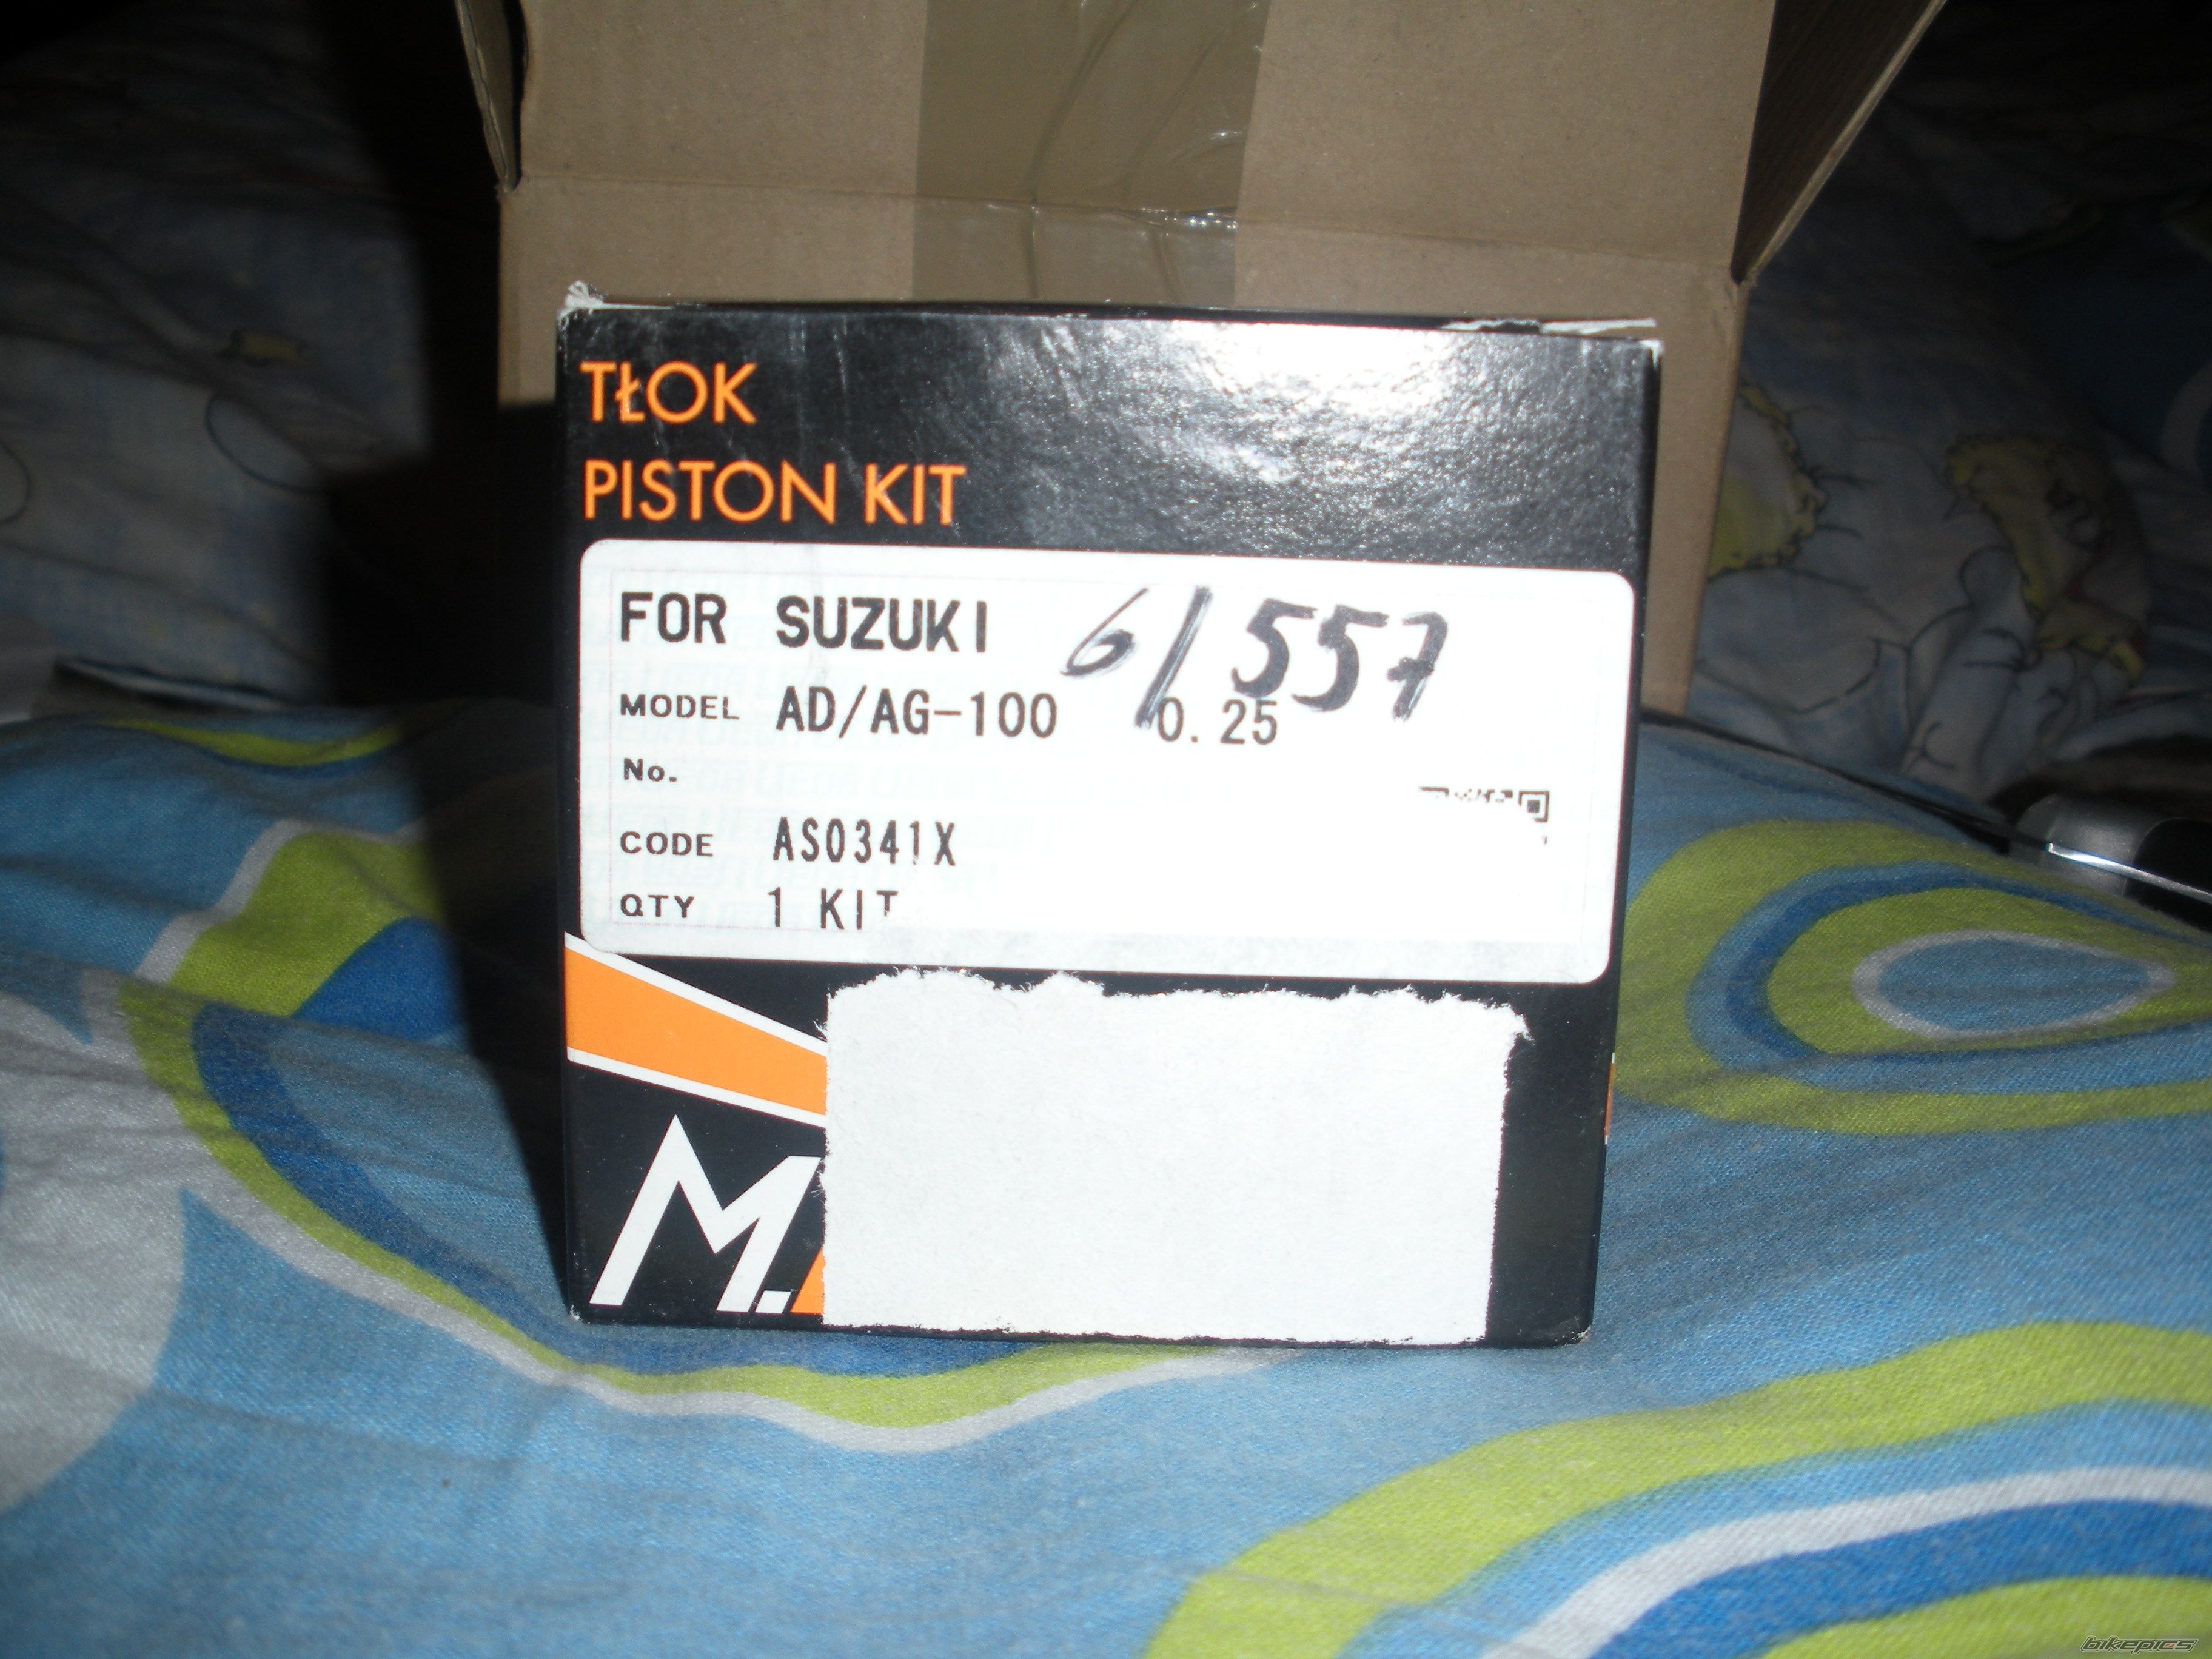 TŁOK
PISTON KIT
FOR SUZUKI 6/557
MODEL AD/AG-100 0.25
No.
CODE AS0341X
QTY 1 KIT
M.
bikepics